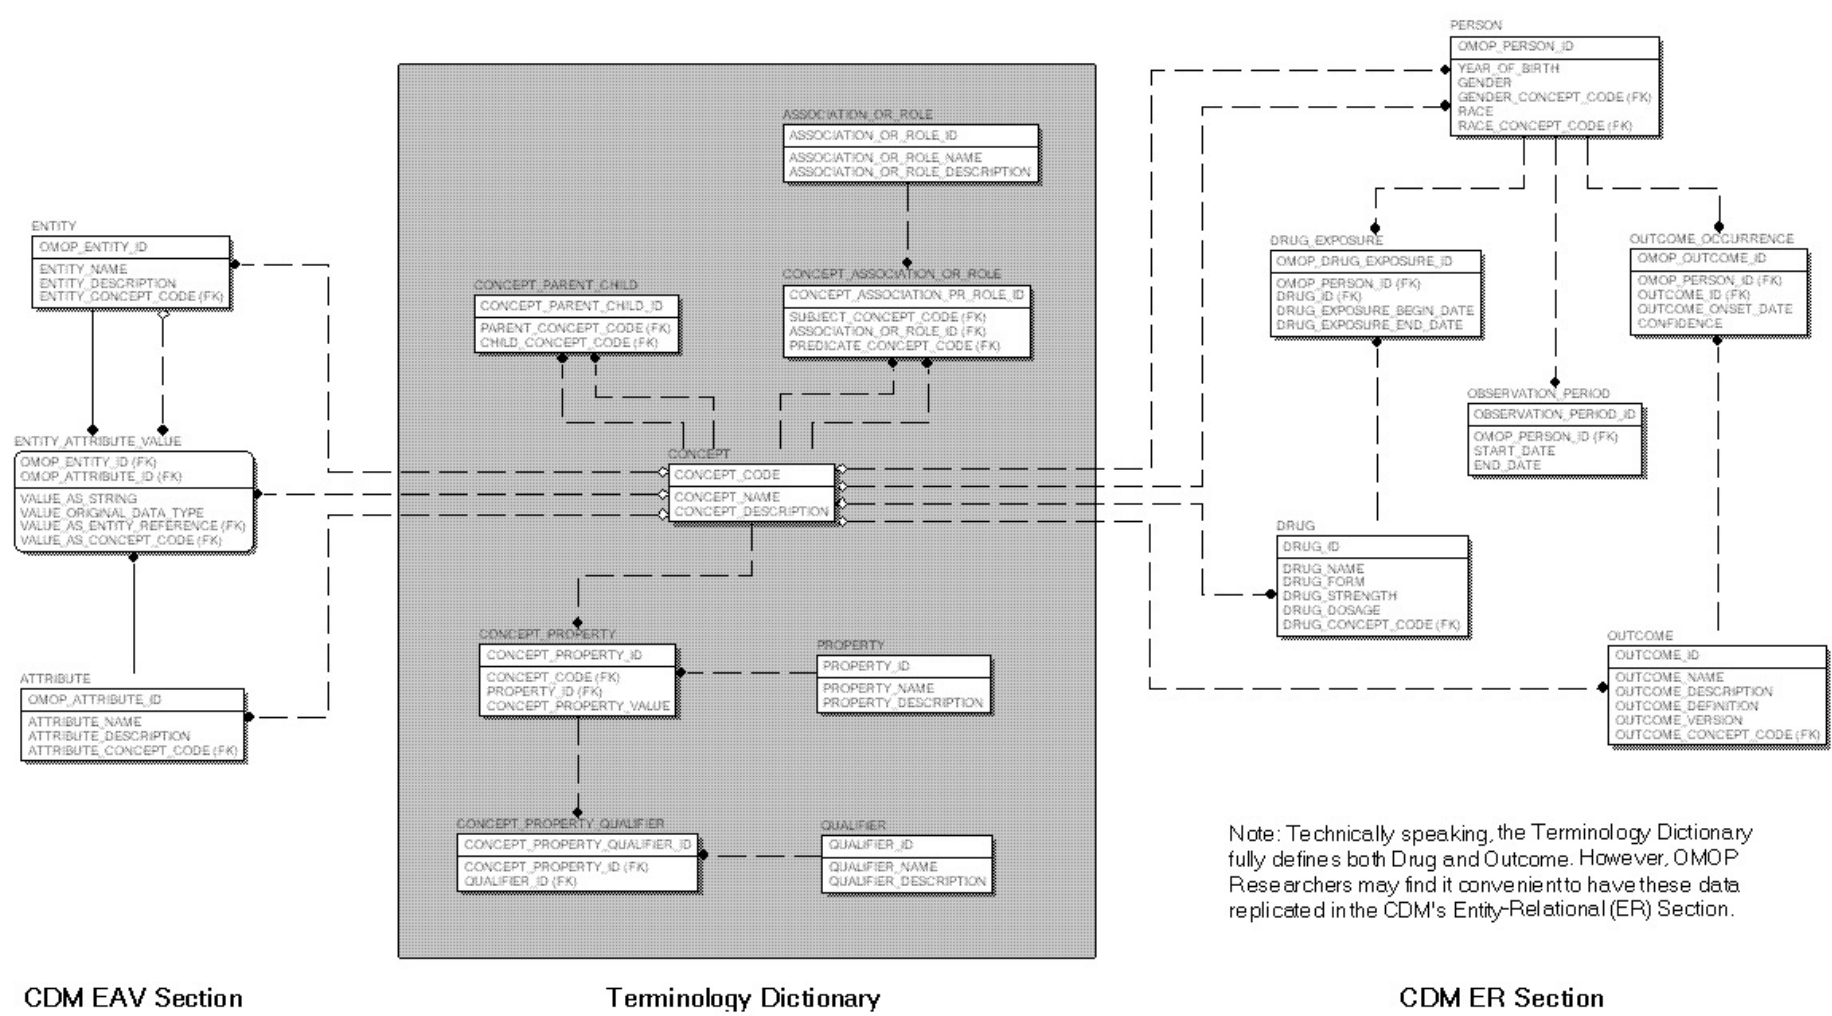 PERSON
OMOP_PERSON_ID
YEAR_OF_BIRTH
GENDER
GENDER_CONCEPT_CODE (FK)
RACE
RACE_CONCEPT_CODE (FK)
ASSOCIATION_OR_ROLE
ASSOCIATION_OR_ROLE_ID
ASSOCIATION_OR_ROLE_NAME
ASSOCIATION_OR_ROLE_DESCRIPTION
ENTITY
OMOP_ENTITY_ID
ENTITY_NAME
ENTITY_DESCRIPTION
ENTITY_CONCEPT_CODE (FK)
CONCEPT_PARENT_CHILD
CONCEPT_PARENT_CHILD_ID
PARENT_CONCEPT_CODE (FK)
CHILD_CONCEPT_CODE (FK)
CONCEPT_ASSOCIATION_OR_ROLE
CONCEPT_ASSOCIATION_PR_ROLE_ID
SUBJECT_CONCEPT_CODE (FK)
ASSOCIATION_OR_ROLE_ID (FK)
PREDICATE_CONCEPT_CODE (FK)
DRUG_EXPOSURE
OMOP_DRUG_EXPOSURE_ID
OMOP_PERSON_ID (FK)
DRUG_ID (FK)
DRUG_EXPOSURE_BEGIN_DATE
DRUG_EXPOSURE_END_DATE
OUTCOME_OCCURRENCE
OMOP_OUTCOME_ID
OMOP_PERSON_ID (FK)
OUTCOME_ID (FK)
OUTCOME_ONSET_DATE
CONFIDENCE
OBSERVATION_PERIOD
OBSERVATION_PERIOD_ID
OMOP_PERSON_ID (FK)
START_DATE
END_DATE
ENTITY_ATTRIBUTE_VALUE
OMOP_ENTITY_ID (FK)
OMOP_ATTRIBUTE_ID (FK)
VALUE_AS_STRING
VALUE_ORIGINAL_DATA_TYPE
VALUE_AS_ENTITY_REFERENCE (FK)
VALUE_AS_CONCEPT_CODE (FK)
CONCEPT
CONCEPT_CODE
CONCEPT_NAME
CONCEPT_DESCRIPTION
DRUG
DRUG_ID
DRUG_NAME
DRUG_FORM
DRUG_STRENGTH
DRUG_DOSAGE
DRUG_CONCEPT_CODE (FK)
ATTRIBUTE
OMOP_ATTRIBUTE_ID
ATTRIBUTE_NAME
ATTRIBUTE_DESCRIPTION
ATTRIBUTE_CONCEPT_CODE (FK)
CONCEPT_PROPERTY
CONCEPT_PROPERTY_ID
CONCEPT_CODE (FK)
PROPERTY_ID (FK)
CONCEPT_PROPERTY_VALUE
PROPERTY
PROPERTY_ID
PROPERTY_NAME
PROPERTY_DESCRIPTION
OUTCOME
OUTCOME_ID
OUTCOME_NAME
OUTCOME_DESCRIPTION
OUTCOME_DEFINITION
OUTCOME_VERSION
OUTCOME_CONCEPT_CODE (FK)
CONCEPT_PROPERTY_QUALIFIER
CONCEPT_PROPERTY_QUALIFIER_ID
CONCEPT_PROPERTY_ID (FK)
QUALIFIER_ID (FK)
QUALIFIER
QUALIFIER_ID
QUALIFIER_NAME
QUALIFIER_DESCRIPTION
Note: Technically speaking, the Terminology Dictionary
fully defines both Drug and Outcome. However, OMOP
Researchers may find it convenient to have these data
replicated in the CDM's Entity-Relational (ER) Section.
CDM EAV Section
Terminology Dictionary
CDM ER Section